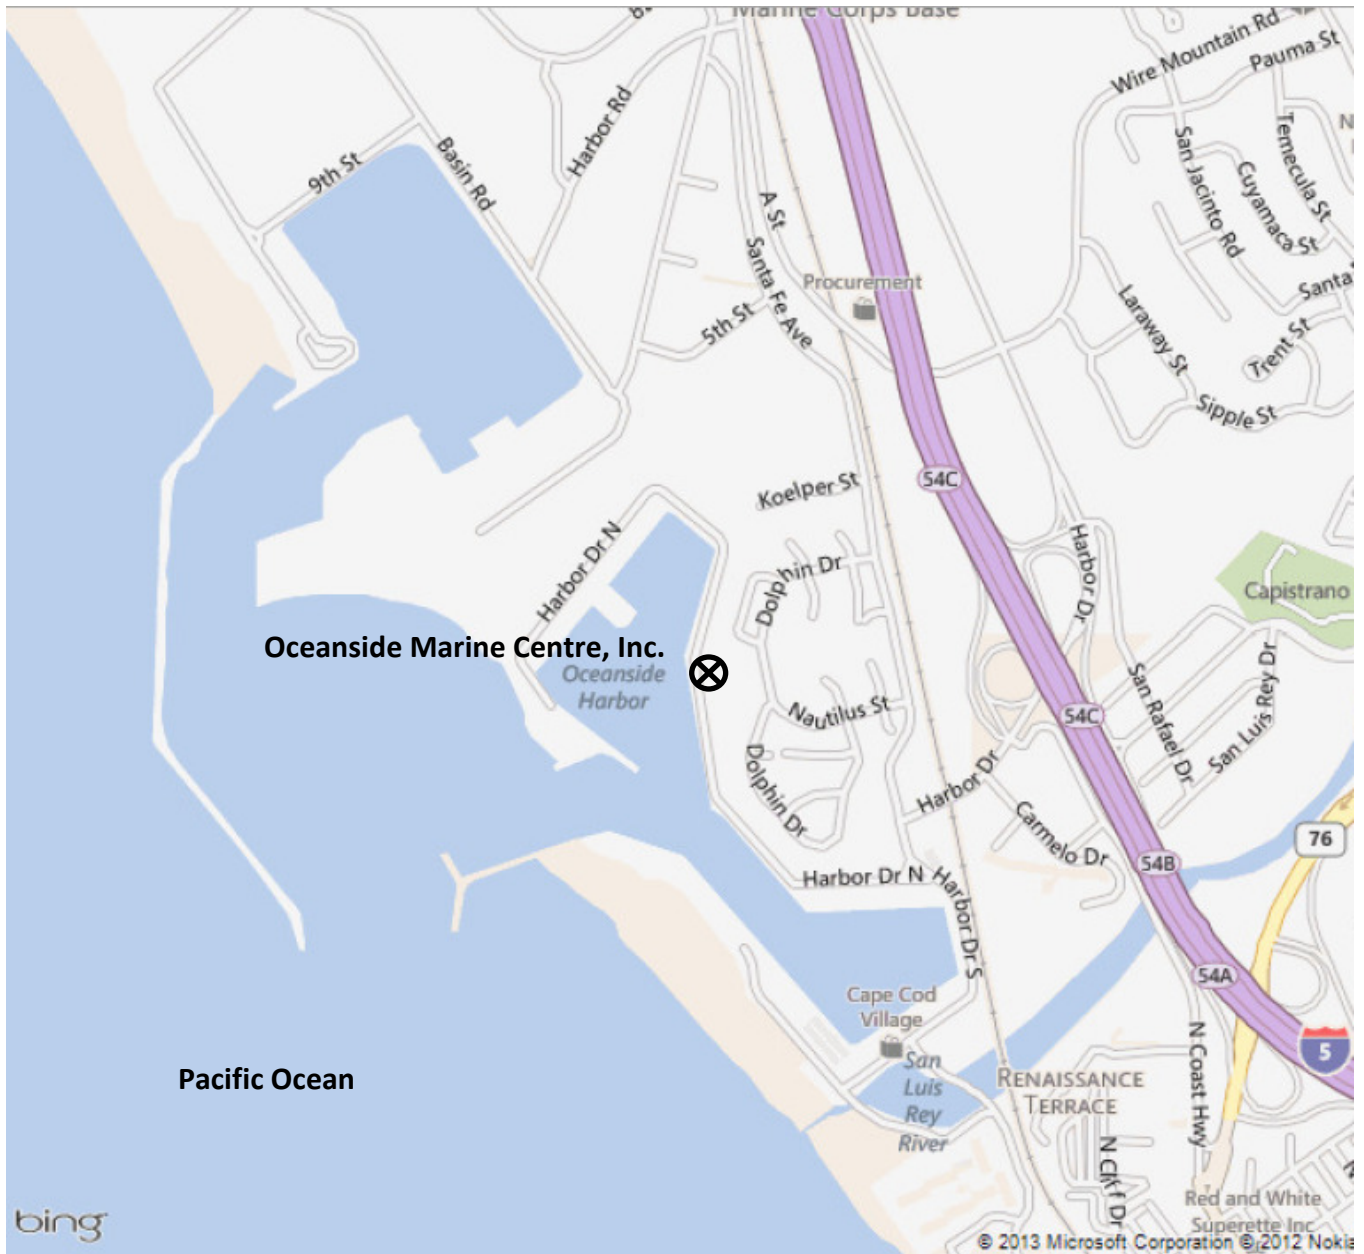 Marine Corps Base
Wire Mountain Rd
Pauma St
Harbor Rd
Basin Rd
9th St
San Jacinto Rd
Temecula St
Cuyamaca St
A St
Santa Fe Ave
Procurement
Santa
5th St
Laraway St
Trent St
Sipple St
54C
Koelper St
Harbor Dr N
Harbor Dr
Dolphin Dr
Capistrano
Oceanside Marine Centre, Inc.
Oceanside
Harbor
Nautilus St
54C
San Rafael Dr
San Luis Rey Dr
Dolphin Dr
Harbor Dr
Carmelo Dr
76
54B
Harbor Dr N
Harbor Dr S
54A
Cape Cod
Village
N Coast Hwy
5
San
Luis
Rey
River
Pacific Ocean
RENAISSANCE
TERRACE
N Clff Dr
Red and White
Superette Inc
bing
© 2013 Microsoft Corporation © 2012 Nokia